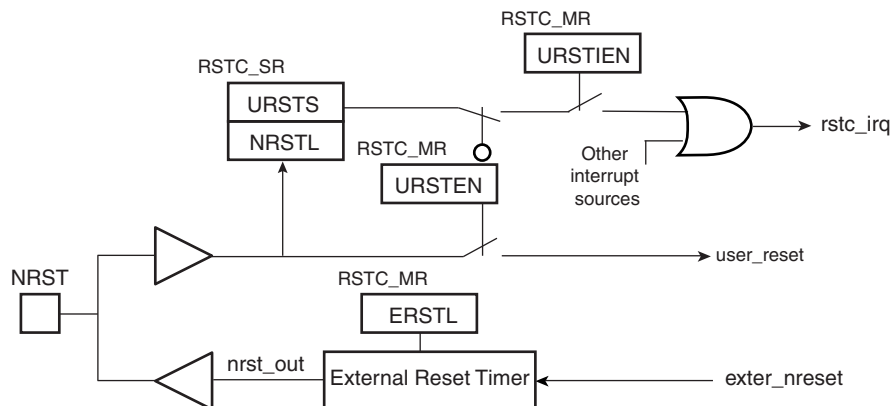 RSTC_MR
URSTIEN
RSTC_SR
URSTS
NRSTL
RSTC_MR
URSTEN
rstc_irq
Other
interrupt
sources
user_reset
NRST
RSTC_MR
ERSTL
nrst_out
External Reset Timer
exter_nreset